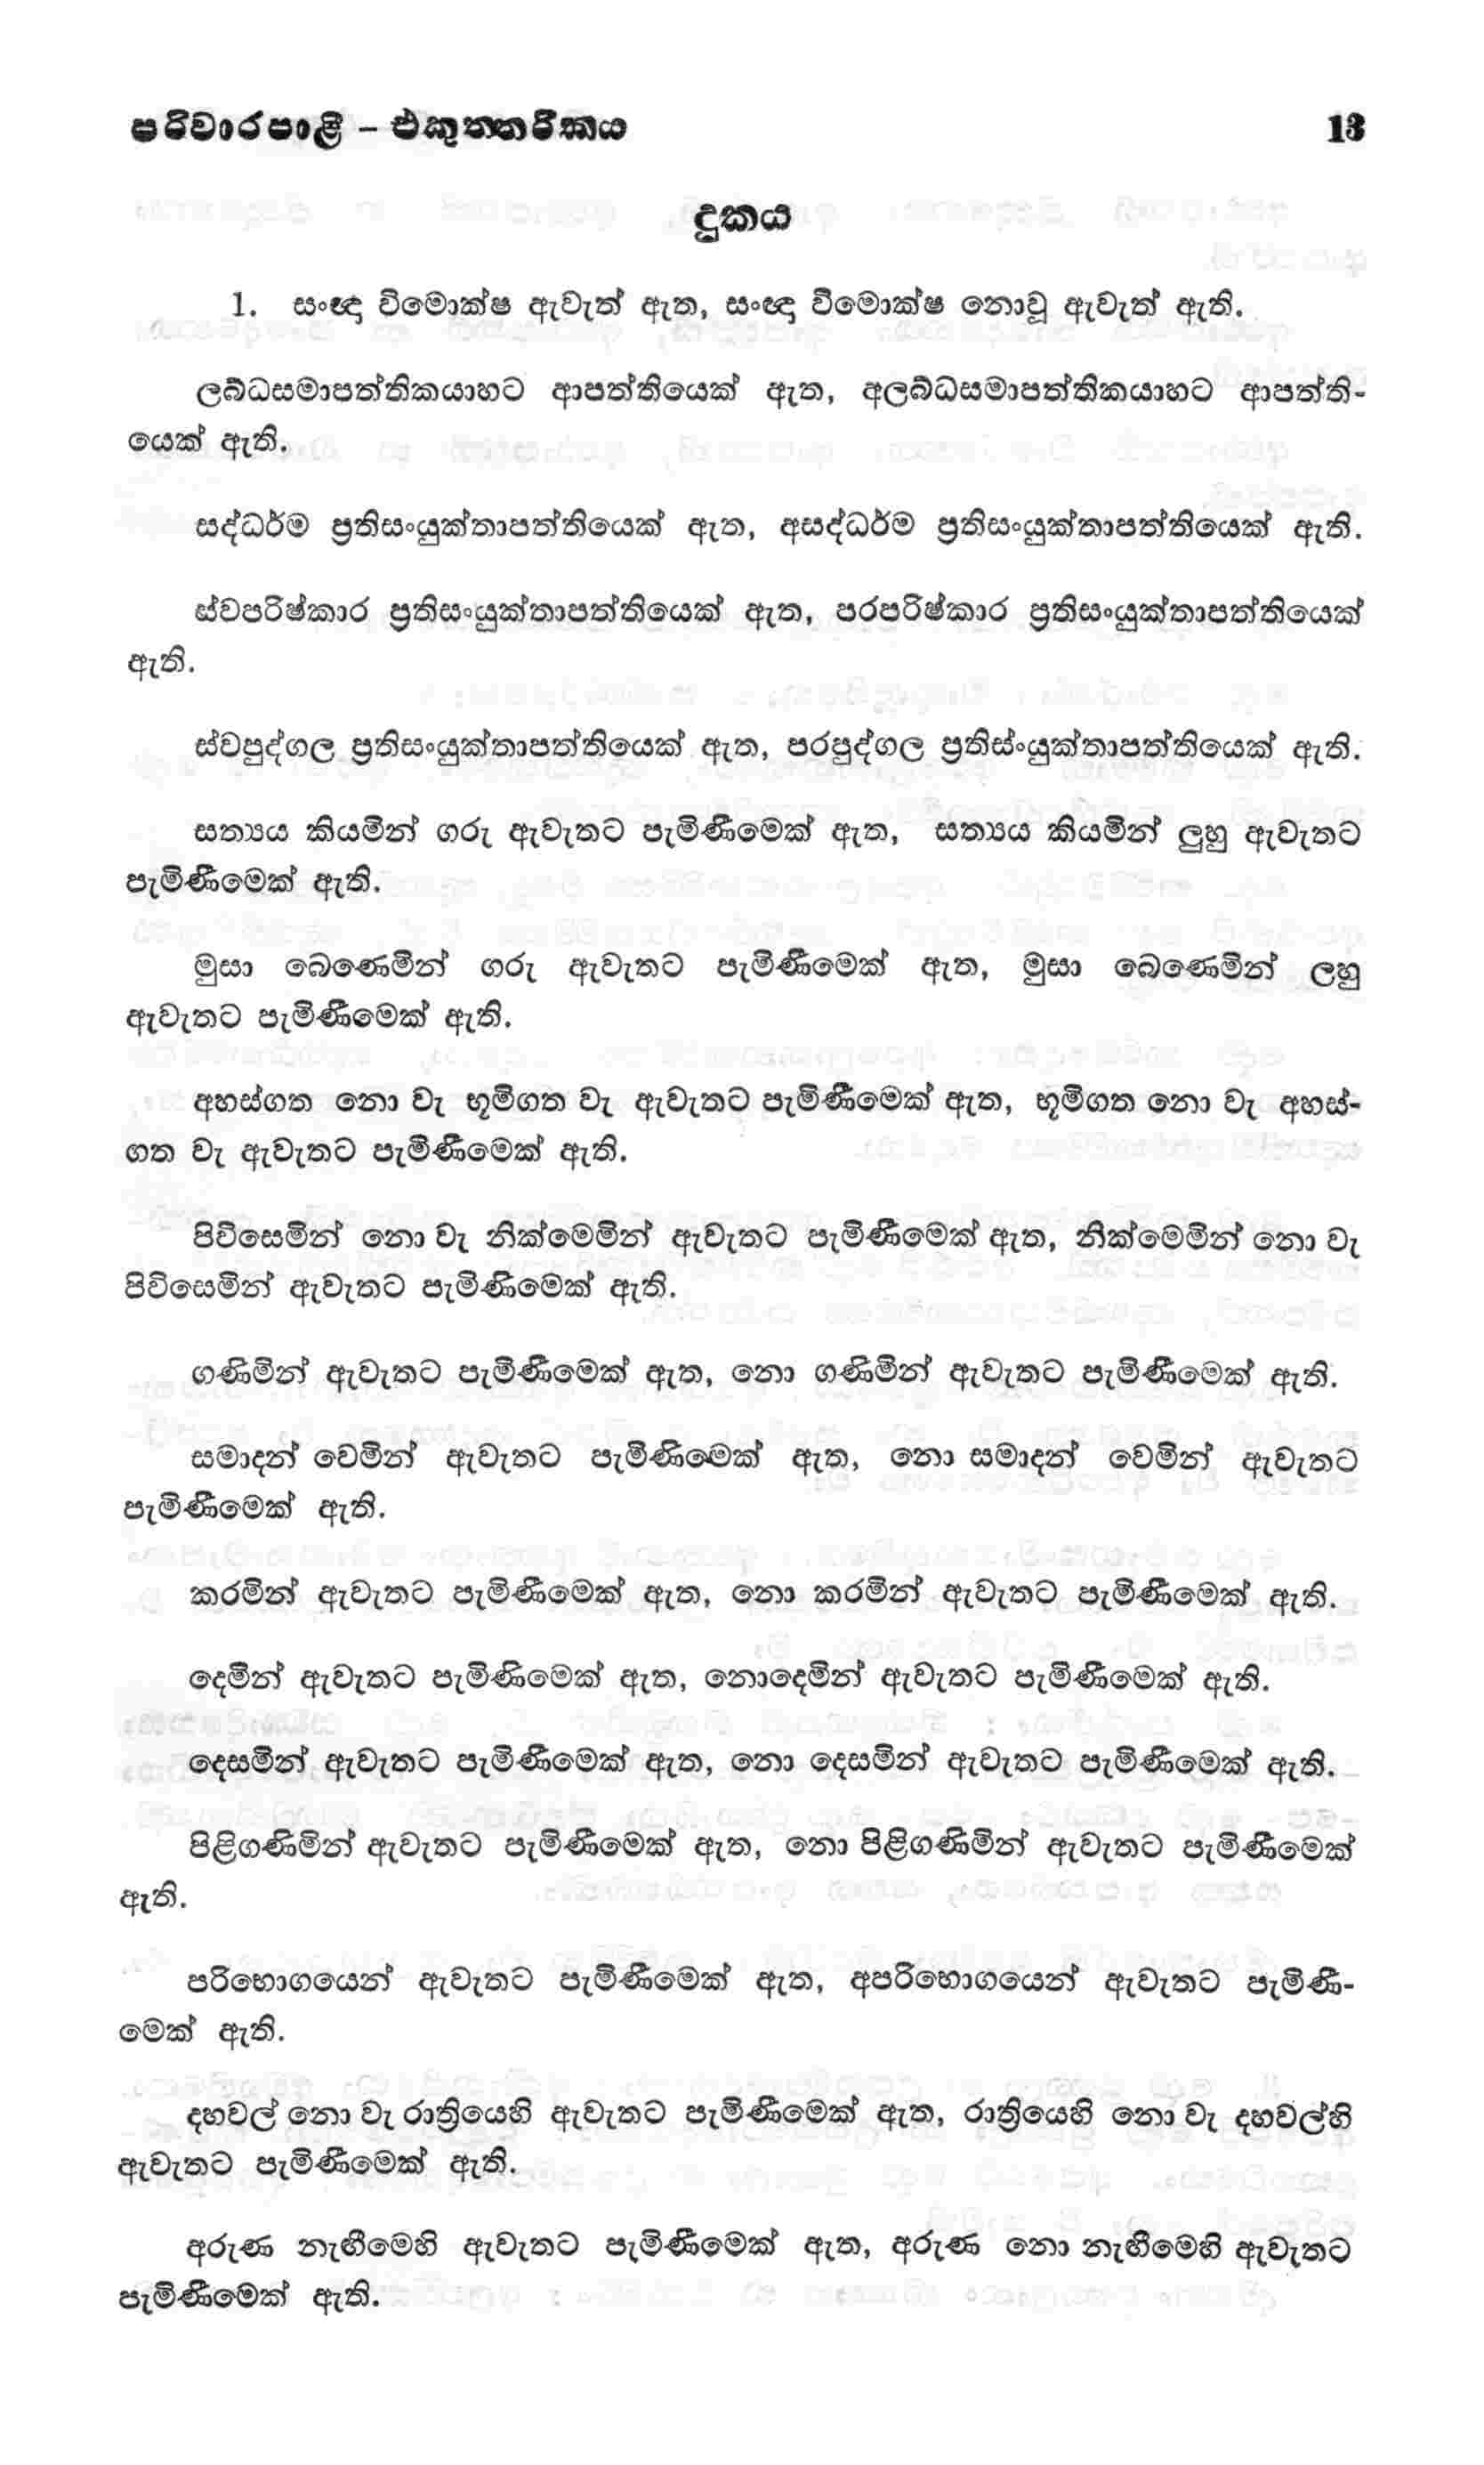 පරිවාරපාළි – එකුත්තරිකය 13
දුකය
1. සංඥා විමොක්ෂ ඇවැත් ඇත, සංඥා විමොක්ෂ නොවූ ඇවැත් ඇති.
ලබ්ධසමාපත්තිකයාහට ආපත්තියෙක් ඇත, අලබ්ධසමාපත්තිකයාහට ආපත්ති-
යෙක් ඇති.
සද්ධර්ම ප්‍රතිසංයුක්තාපත්තියෙක් ඇත, අසද්ධර්ම ප්‍රතිසංයුක්තාපත්තියෙක් ඇති.
ස්වපරිෂ්කාර ප්‍රතිසංයුක්තාපත්තියෙක් ඇත, පරපරිෂ්කාර ප්‍රතිසංයුක්තාපත්තියෙක්
ඇති.
ස්වපුද්ගල ප්‍රතිසංයුක්තාපත්තියෙක් ඇත, පරපුද්ගල ප්‍රතිස්ංයුක්තාපත්තියෙක් ඇති.
සත්‍යය කියමින් ගරු ඇවැතට පැමිණීමෙක් ඇත, සත්‍යය කියමින් ලුහු ඇවැතට
පැමිණීමෙක් ඇති.
මුසා බෙණෙමින් ගරු ඇවැතට පැමිණීමෙක් ඇත, මුසා බෙණෙමින් ලහු
ඇවැතට පැමිණීමෙක් ඇති.
අහස්ගත නො වැ භූමිගත වැ ඇවැතට පැමිණීමෙක් ඇත, භූමිගත නො වැ අහස්-
ගත වැ ඇවැතට පැමිණීමෙක් ඇති.
පිවිසෙමින් නො වැ නික්මෙමින් ඇවැතට පැමිණීමෙක් ඇත, නික්මෙමින් නො වැ
පිවිසෙමින් ඇවැතට පැමිණිමෙක් ඇති.
ගණිමින් ඇවැතට පැමිණීමෙක් ඇත, නො ගණිමින් ඇවැතට පැමිණීමෙක් ඇති.
සමාදන් වෙමින් ඇවැතට පැමිණිමෙක් ඇත, නො සමාදන් වෙමින් ඇවැතට
පැමිණීමෙක් ඇති.
කරමින් ඇවැතට පැමිණීමෙක් ඇත, නො කරමින් ඇවැතට පැමිණීමෙක් ඇති.
දෙමින් ඇවැතට පැමිණිමෙක් ඇත, නොදෙමින් ඇවැතට පැමිණීමෙක් ඇති.
දෙසමින් ඇවැතට පැමිණීමෙක් ඇත, නො දෙසමින් ඇවැතට පැමිණීමෙක් ඇති.
පිළිගණිමින් ඇවැතට පැමිණීමෙක් ඇත, නො පිළිගණිමින් ඇවැතට පැමිණීමෙක්
ඇති.
පරිභොගයෙන් ඇවැතට පැමිණීමෙක් ඇත, අපරිභොගයෙන් ඇවැතට පැමිණී-
මෙක් ඇති.
දහවල් නො වැ රාත්‍රියෙහි ඇවැතට පැමිණීමෙක් ඇත, රාත්‍රියෙහි නො වැ දහවල්හි
ඇවැතට පැමිණීමෙක් ඇති.
අරුණ නැඟීමෙහි ඇවැතට පැමිණීමෙක් ඇත, අරුණ නො නැඟීමෙහි ඇවැතට
පැමිණීමෙක් ඇති.